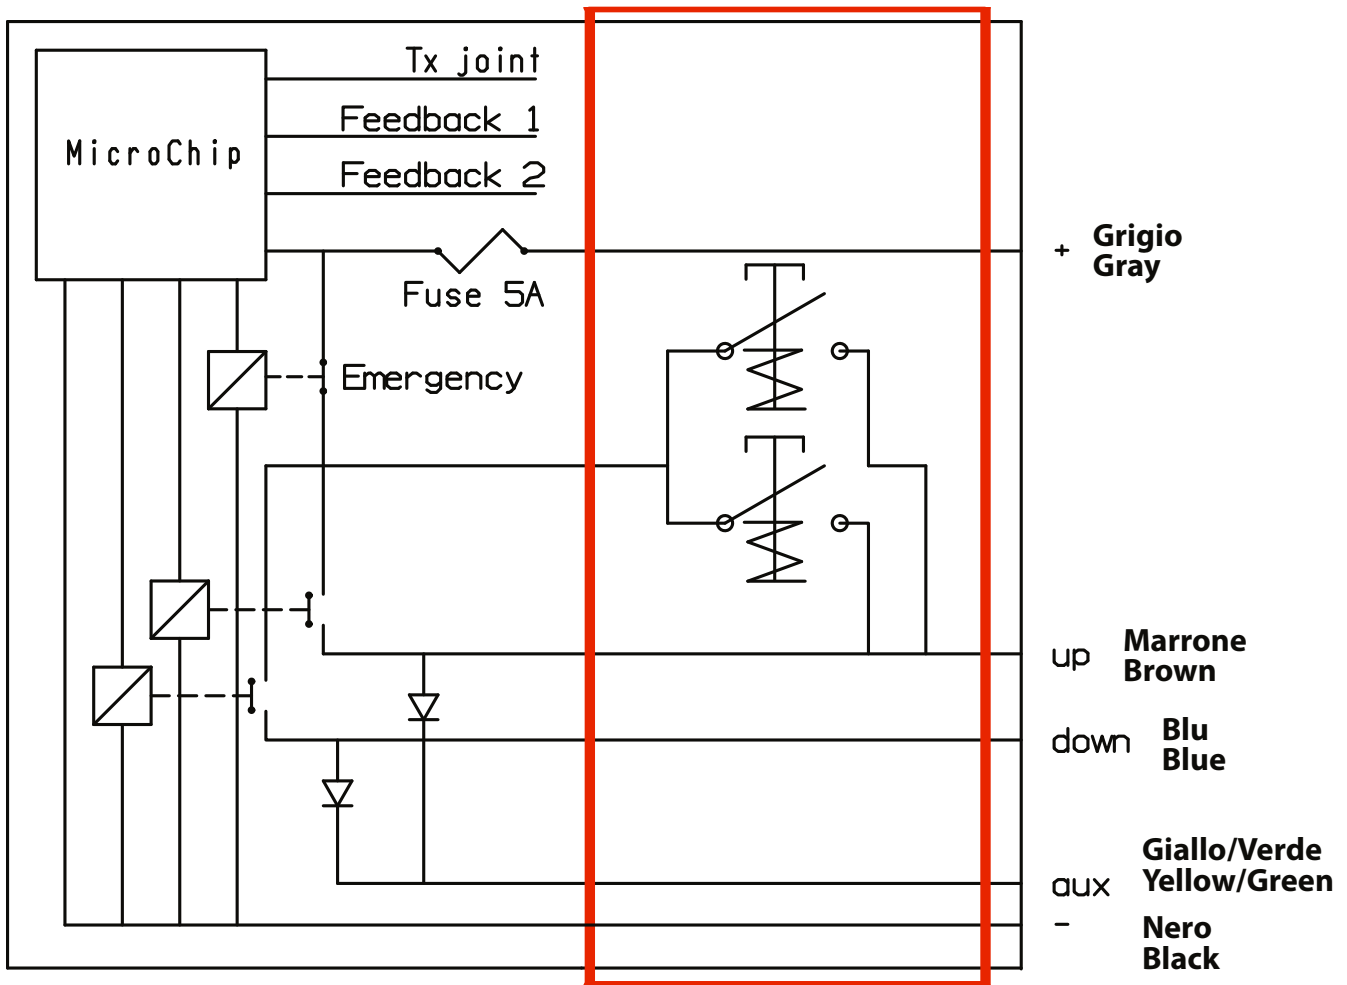 Tx joint
Feedback 1
MicroChip
Feedback 2
+ Grigio
Gray
Fuse 5A
Emergency
up Marrone
Brown
down Blu
Blue
Giallo/Verde
aux Yellow/Green
- Nero
Black